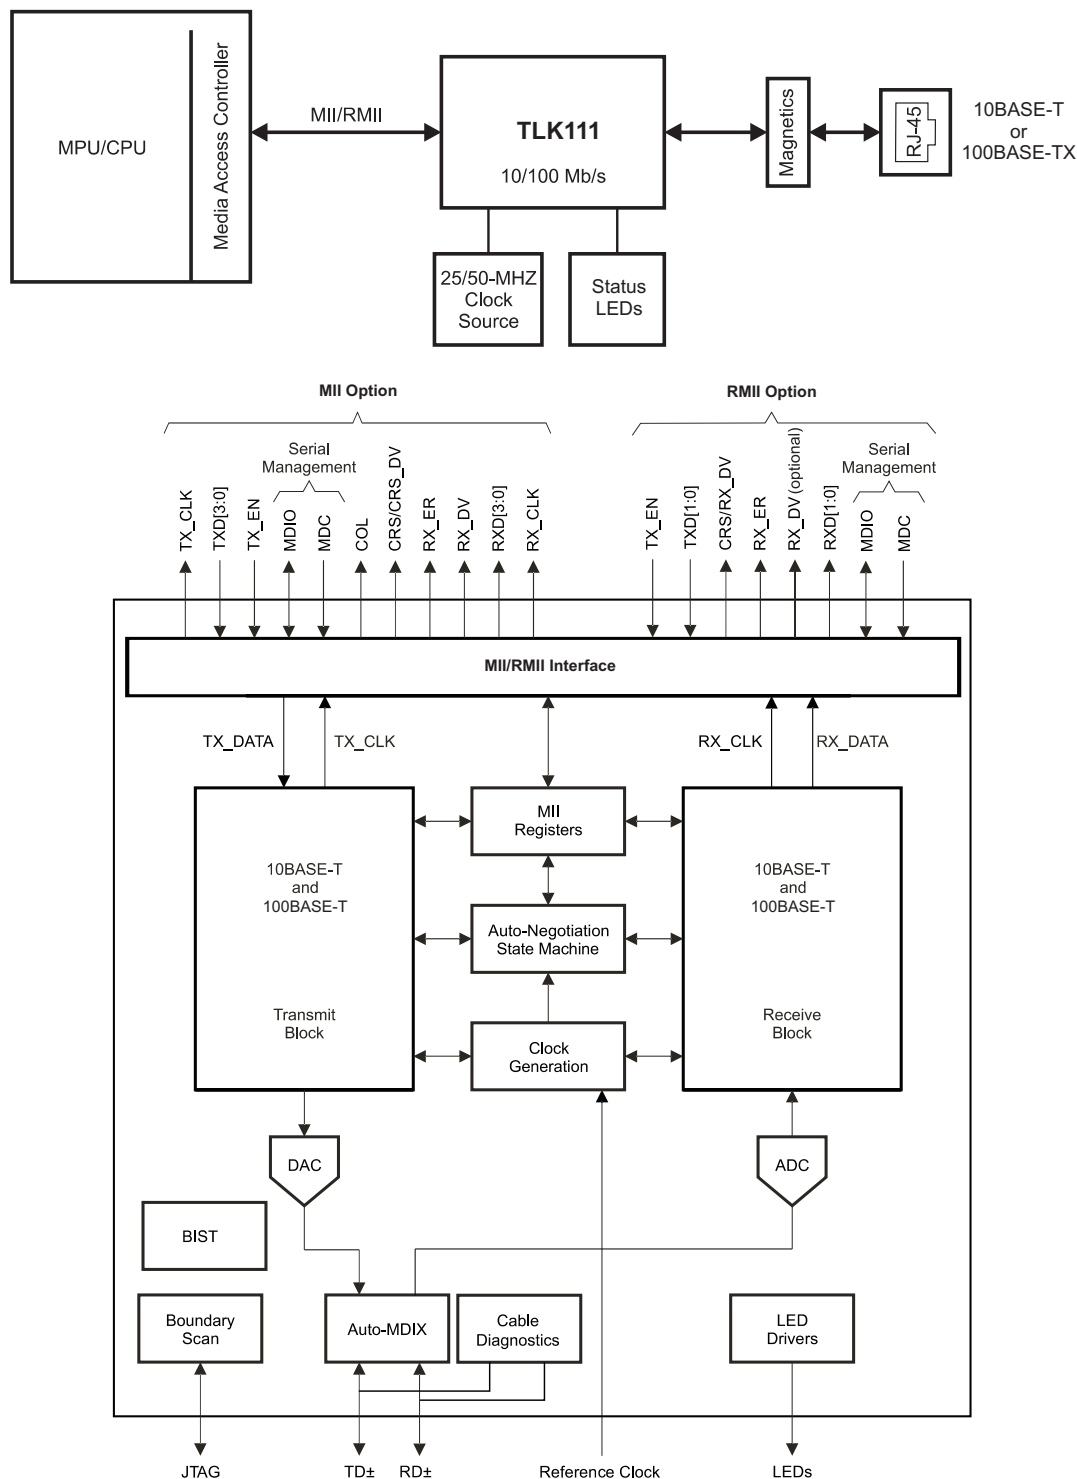 MPU/CPU
Media Access Controller
MII/RMII
TLK111
10/100 Mb/s
Magnetics
RJ-45
10BASE-T
or
100BASE-TX
25/50-MHZ
Clock
Source
Status
LEDs
MII Option
Serial
Management
TX_CLK
TXD[3:0]
TX_EN
MDIO
MDC
COL
CRS/CRS_DV
RX_ER
RX_DV
RXD[3:0]
RX_CLK
RMII Option
Serial
Management
TX_EN
TXD[1:0]
CRS/RX_DV
RX_ER
RX_DV (optional)
RXD[1:0]
MDIO
MDC
MII/RMII Interface
TX_DATA
TX_CLK
RX_CLK
RX_DATA
10BASE-T
and
100BASE-T
Transmit
Block
MII
Registers
Auto-Negotiation
State Machine
Clock
Generation
10BASE-T
and
100BASE-T
Receive
Block
DAC
ADC
BIST
Boundary
Scan
Auto-MDIX
Cable
Diagnostics
LED
Drivers
JTAG
TD±
RD±
Reference Clock
LEDs